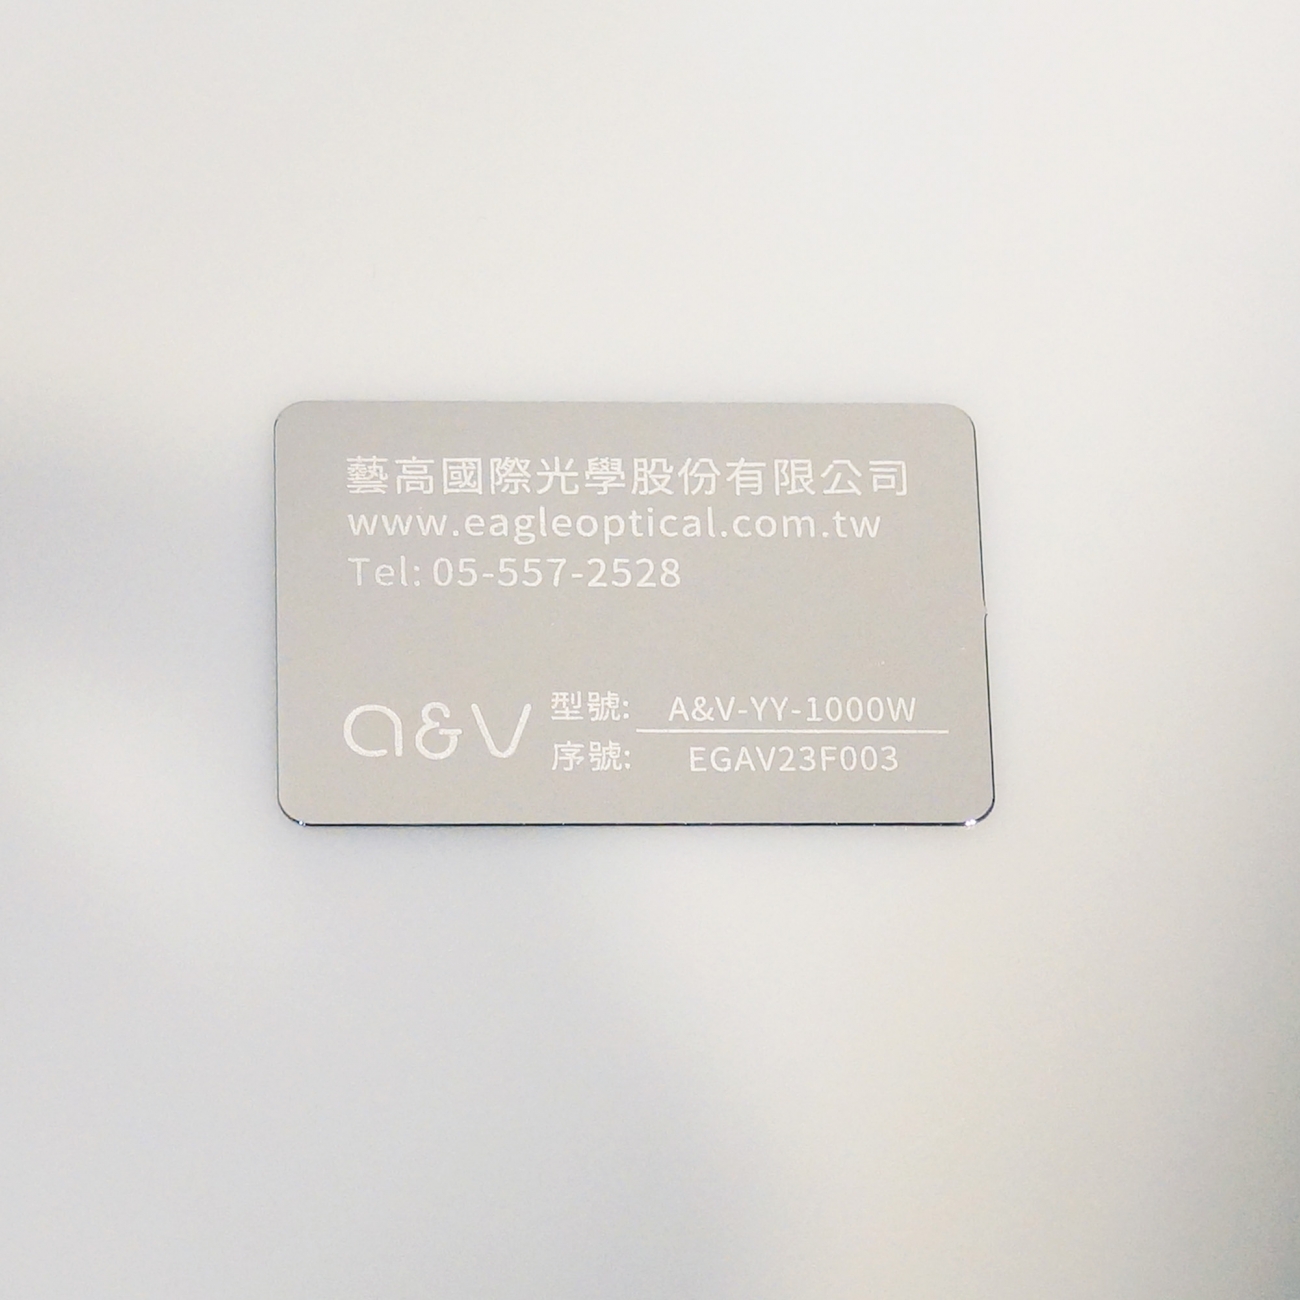 藝高國際光學股份有限公司
www.eagleoptical.com.tw
Tel: 05-557-2528
a&v
型號: A&V-YY-1000W
序號: EGAV23F003